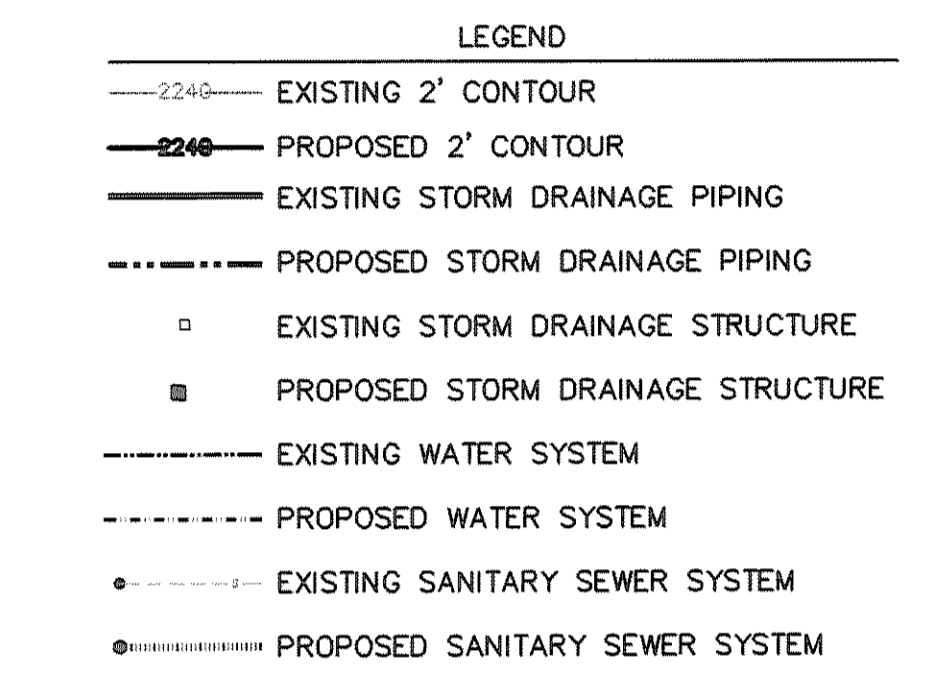 LEGEND
2240 EXISTING 2' CONTOUR
2240 PROPOSED 2' CONTOUR
EXISTING STORM DRAINAGE PIPING
PROPOSED STORM DRAINAGE PIPING
EXISTING STORM DRAINAGE STRUCTURE
PROPOSED STORM DRAINAGE STRUCTURE
EXISTING WATER SYSTEM
PROPOSED WATER SYSTEM
S EXISTING SANITARY SEWER SYSTEM
PROPOSED SANITARY SEWER SYSTEM